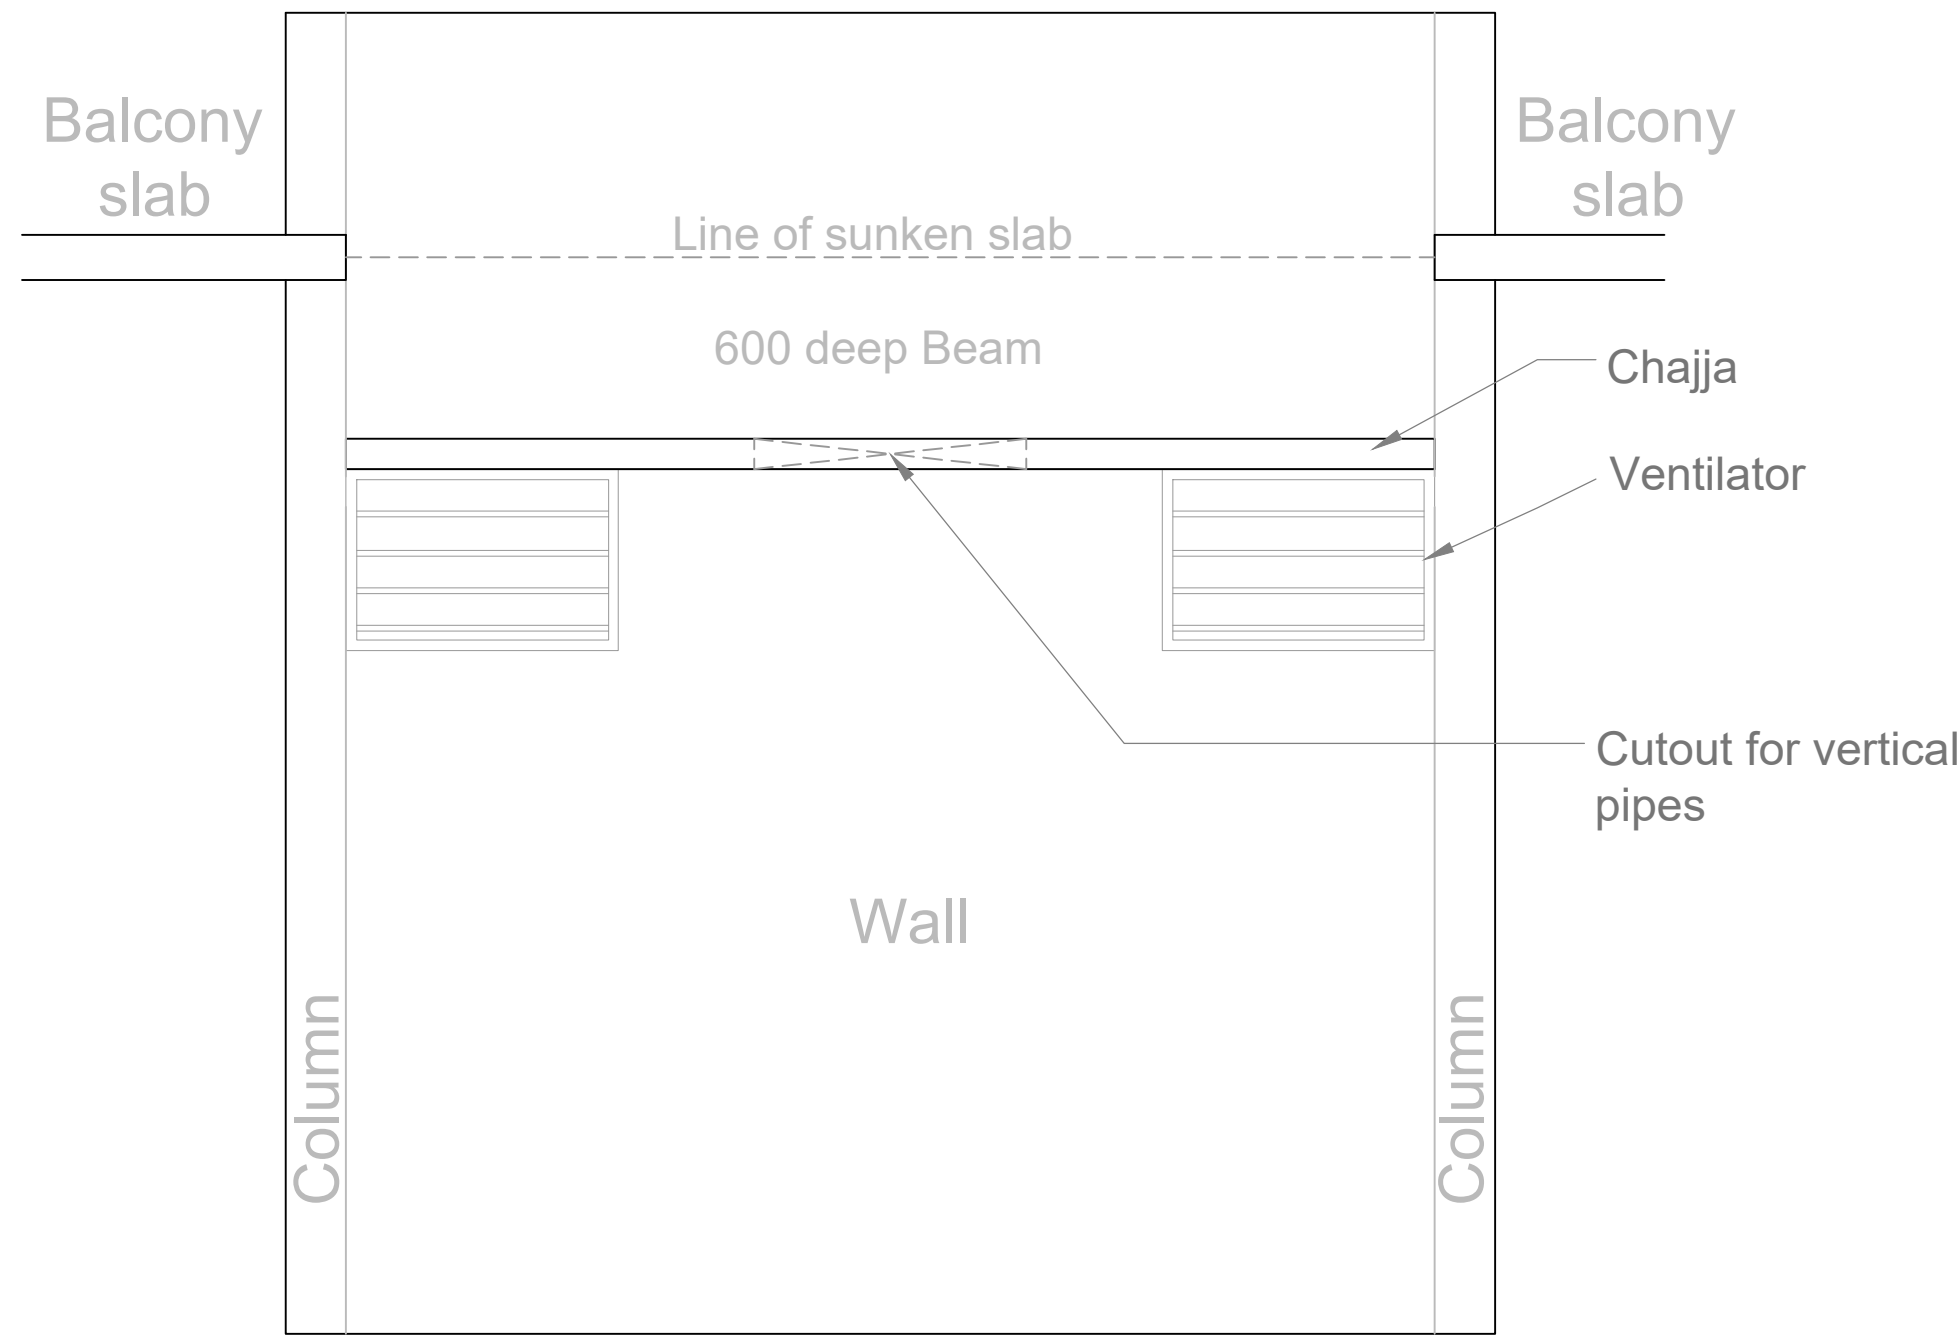 Balcony
slab
Balcony
slab
Line of sunken slab
600 deep Beam
Chajja
Ventilator
Cutout for vertical
pipes
Wall
Column
Column